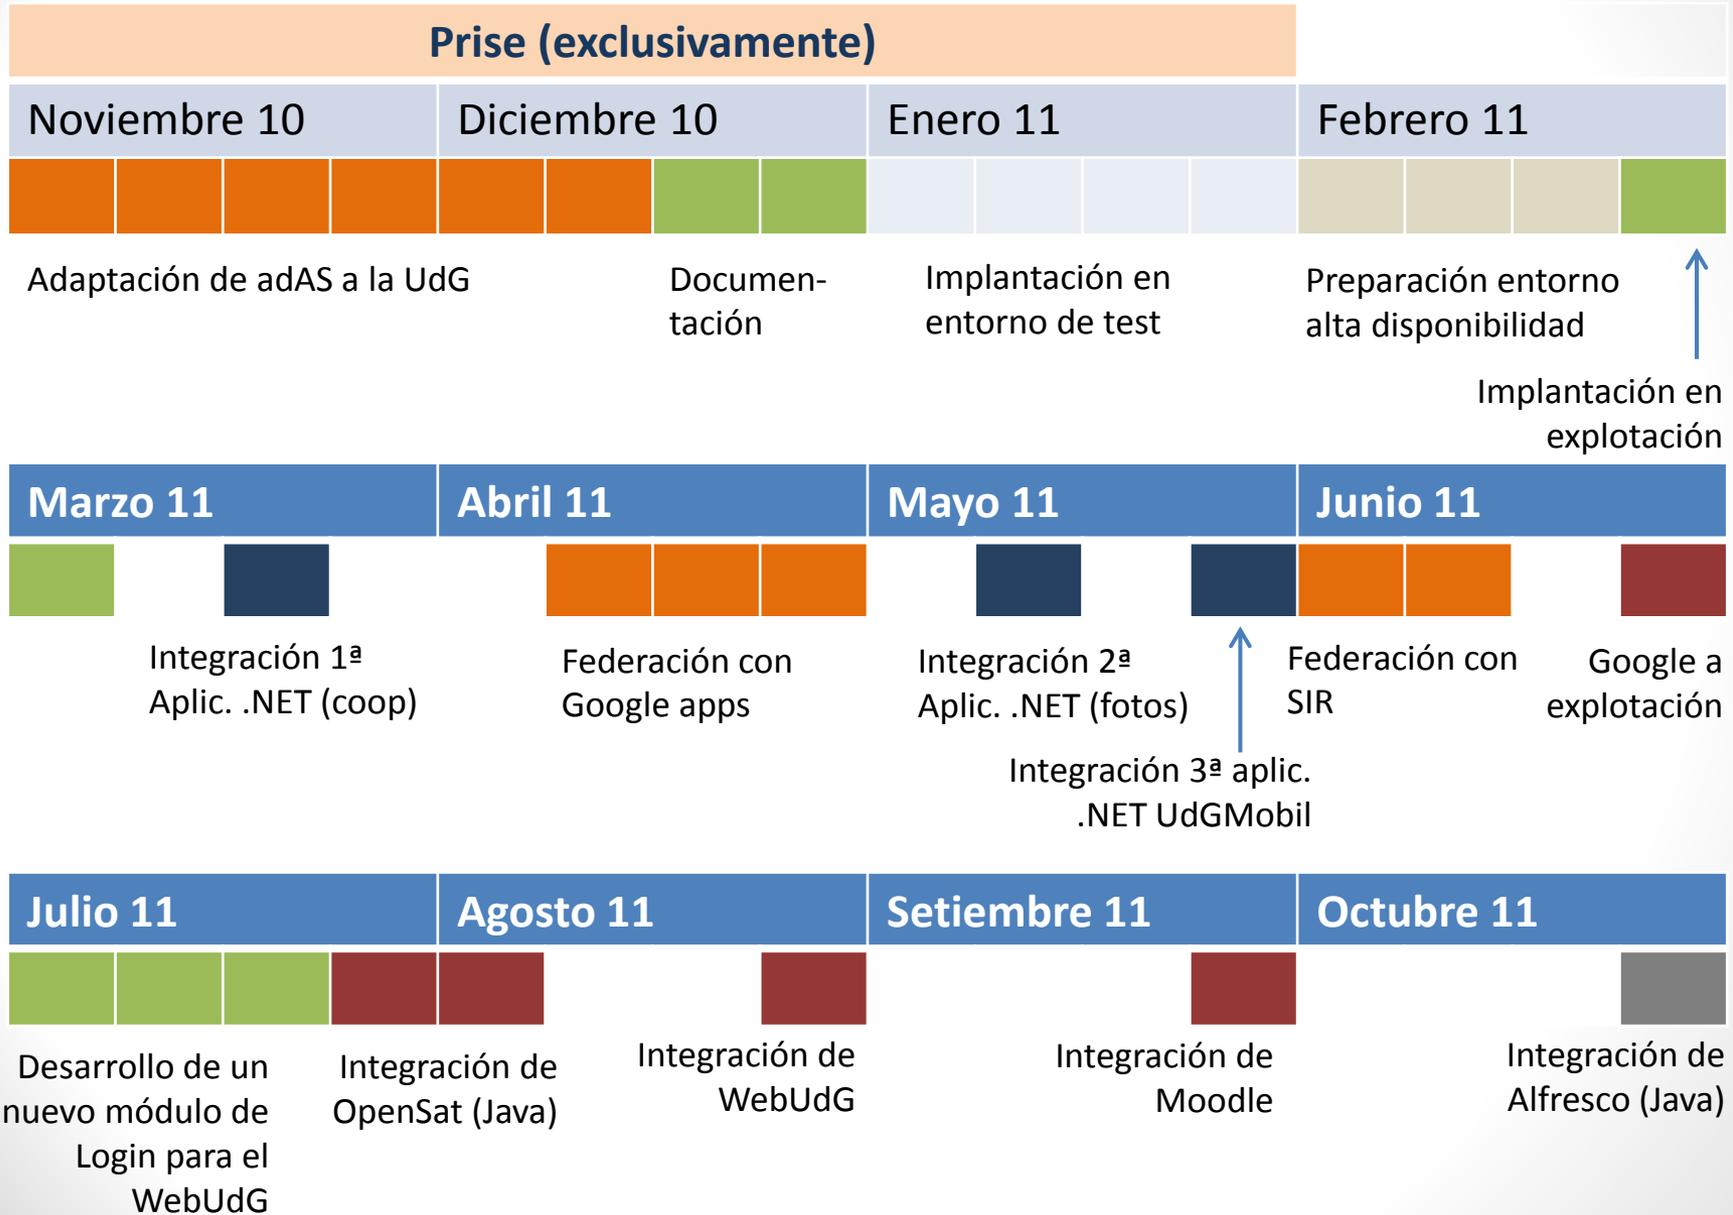 Prise (exclusivamente)
Noviembre 10
Diciembre 10
Enero 11
Febrero 11
Adaptación de adAS a la UdG
Documen-
tación
Implantación en
entorno de test
Preparación entorno
alta disponibilidad
Implantación en
explotación
Marzo 11
Abril 11
Mayo 11
Junio 11
Integración 1ª
Aplic. .NET (coop)
Federación con
Google apps
Integración 2ª
Aplic. .NET (fotos)
Integración 3ª aplic.
.NET UdGMobil
Federación con
SIR
Google a
explotación
Julio 11
Agosto 11
Setiembre 11
Octubre 11
Desarrollo de un
nuevo módulo de
Login para el
WebUdG
Integración de
OpenSat (Java)
Integración de
WebUdG
Integración de
Moodle
Integración de
Alfresco (Java)